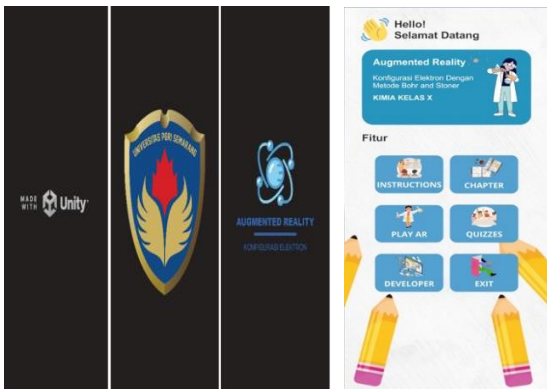 MADE
WITH Unity
UNIVERSITAS PGRI SEMARANG
AUGMENTED REALITY
KONFIGURASI ELEKTRON
Hello!
Selamat Datang
Augmented Reality
Konfigurasi Elektron Dengan
Metode Bohr and Stoner
KIMIA KELAS X
Fitur
INSTRUCTIONS
CHAPTER
PLAY AR
QUIZZES
DEVELOPER
EXIT